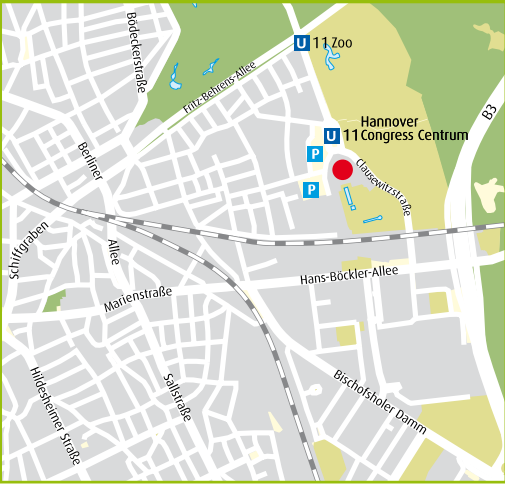 Bödeckerstraße
U 11 Zoo
Fritz-Behrens-Allee
B3
Hannover
U 11 Congress Centrum
P
Berliner
Clausewitzstraße
P
Schiffgraben
Allee
Hans-Böckler-Allee
Marienstraße
Hildesheimer Straße
Sallstraße
Bischofsholer Damm